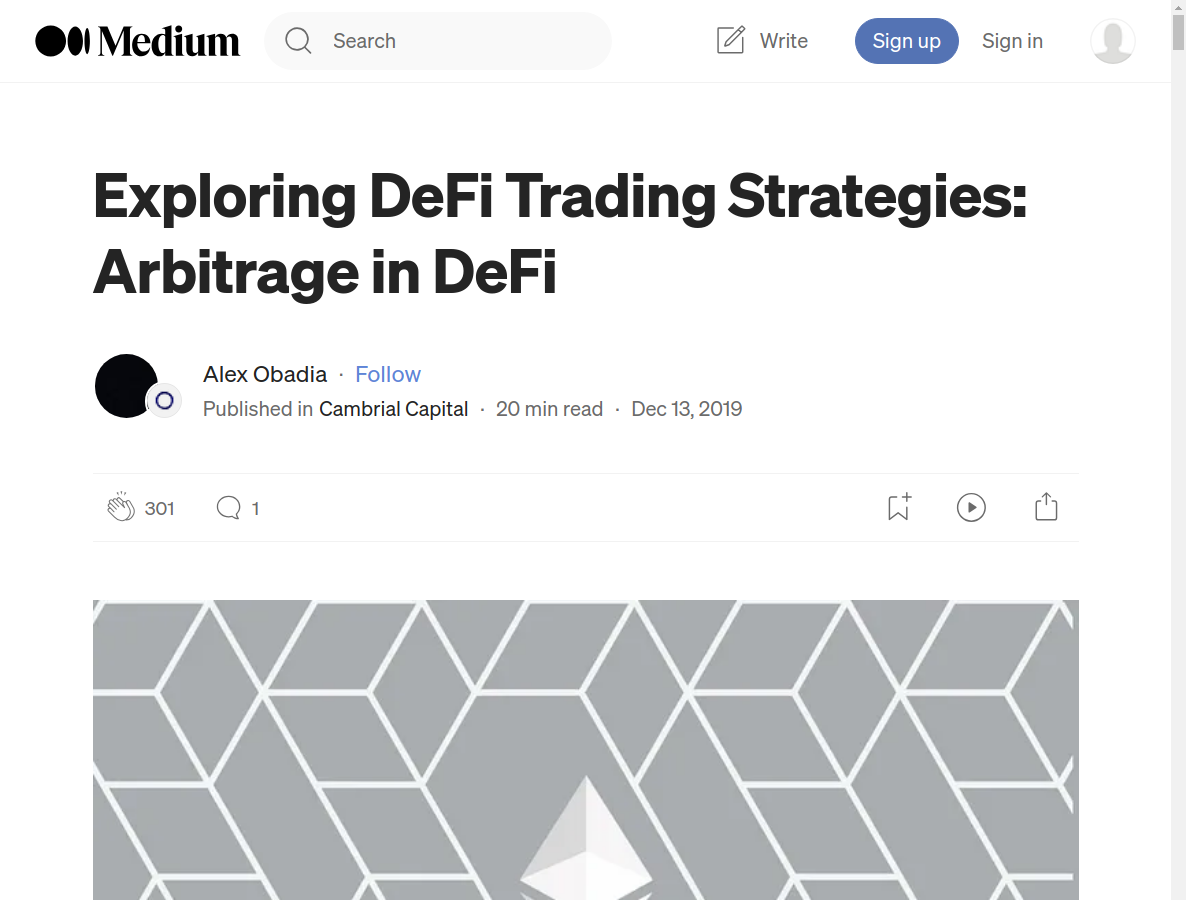 Medium
Search
Write
Sign up
Sign in
Exploring DeFi Trading Strategies:
Arbitrage in DeFi
Alex Obadia · Follow
Published in Cambrial Capital · 20 min read · Dec 13, 2019
301
1